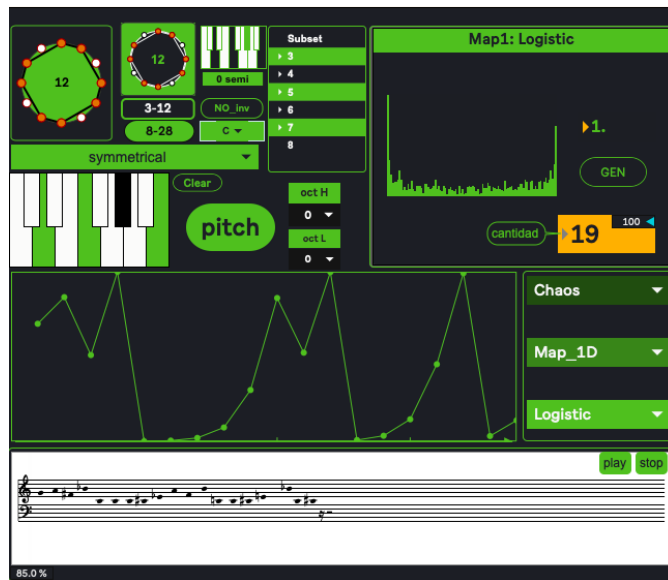 12
12
0 semi
3-12
NO_inv
8-28
C
symmetrical
Subset
3
4
5
6
7
8
Map1: Logistic
1.
GEN
cantidad
19
100
Clear
pitch
oct H
0
oct L
0
Chaos
Map_1D
Logistic
play
stop
85.0 %